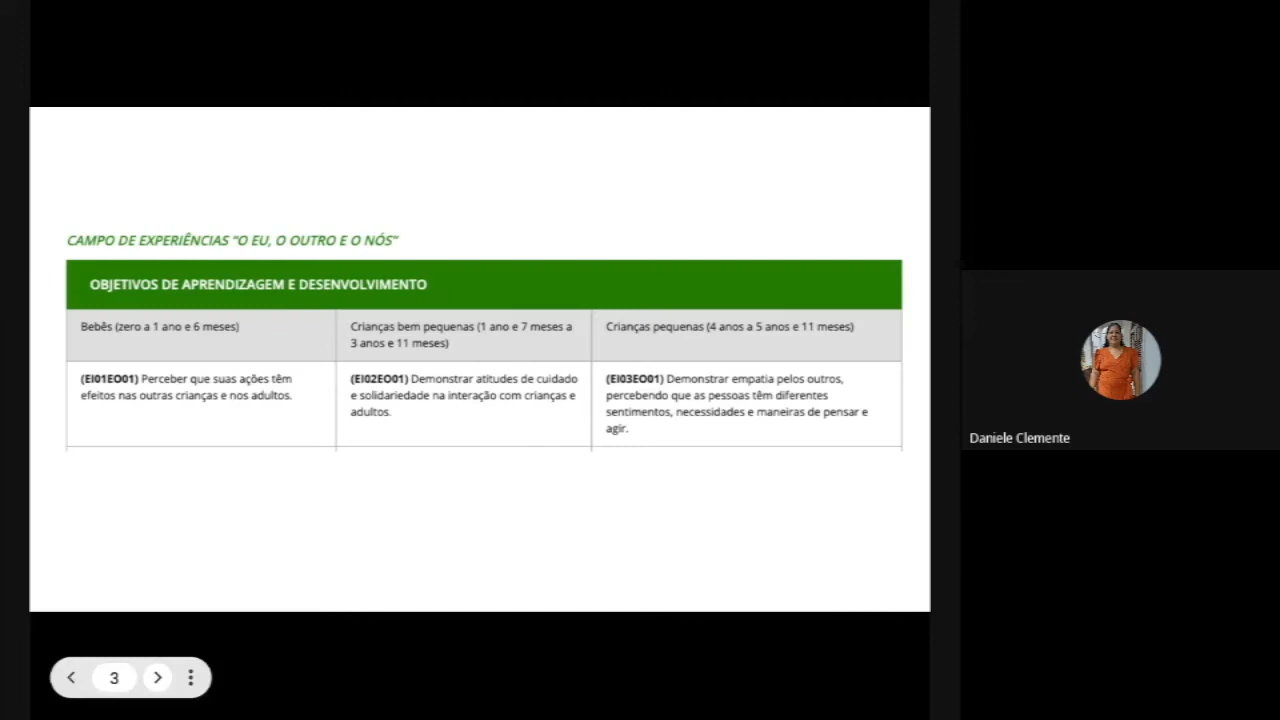 CAMPO DE EXPERIÊNCIAS "O EU, O OUTRO E O NÓS"
OBJETIVOS DE APRENDIZAGEM E DESENVOLVIMENTO
Bebês (zero a 1 ano e 6 meses)
Crianças bem pequenas (1 ano e 7 meses a
3 anos e 11 meses)
Crianças pequenas (4 anos a 5 anos e 11 meses)
(EI01EO01) Perceber que suas ações têm
efeitos nas outras crianças e nos adultos.
(EI02EO01) Demonstrar atitudes de cuidado
e solidariedade na interação com crianças e
adultos.
(EI03EO01) Demonstrar empatia pelos outros,
percebendo que as pessoas têm diferentes
sentimentos, necessidades e maneiras de pensar e
agir.
Daniele Clemente
3